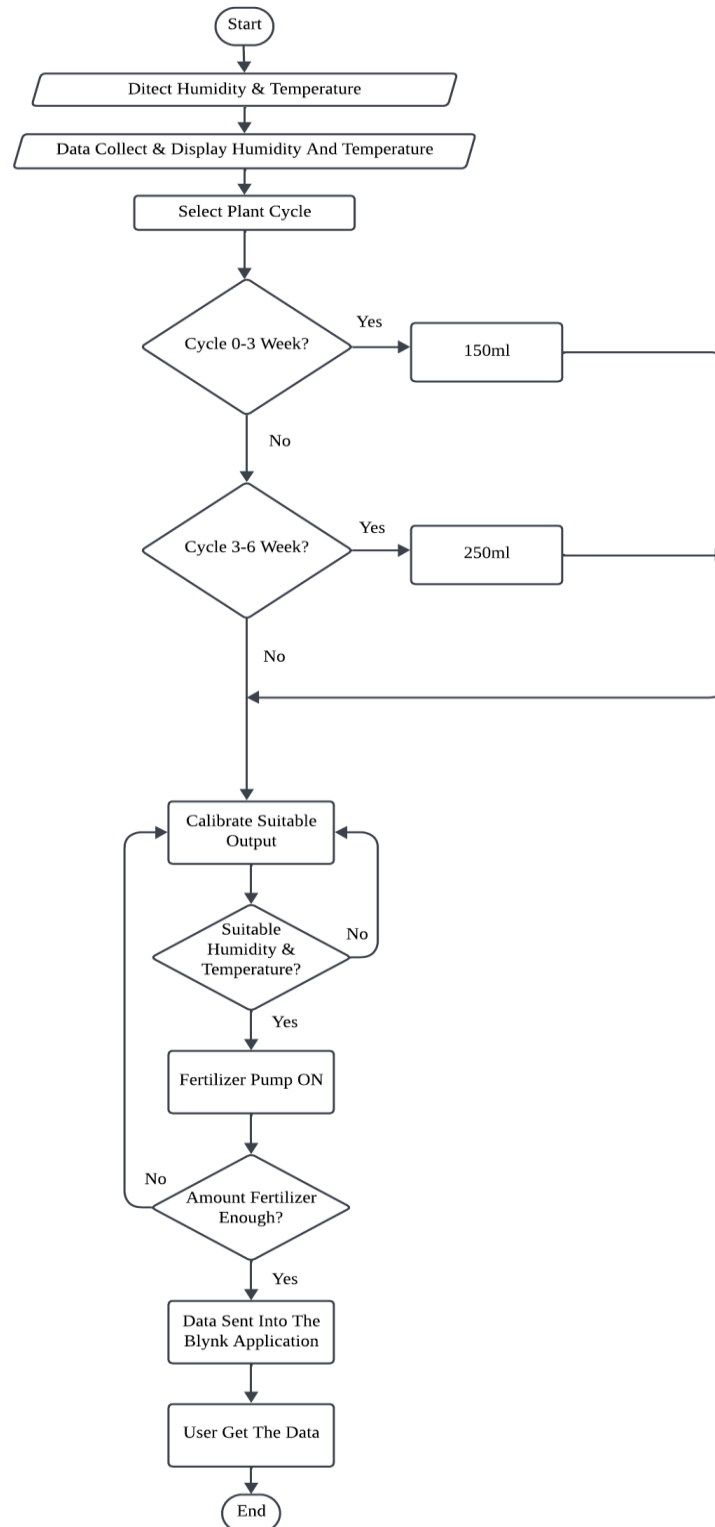 Start
Ditect Humidity & Temperature
Data Collect & Display Humidity And Temperature
Select Plant Cycle
Cycle 0-3 Week?
Yes
150ml
No
Cycle 3-6 Week?
Yes
250ml
No
Calibrate Suitable
Output
Suitable
Humidity &
Temperature?
No
Yes
Fertilizer Pump ON
No
Amount Fertilizer
Enough?
Yes
Data Sent Into The
Blynk Application
User Get The Data
End